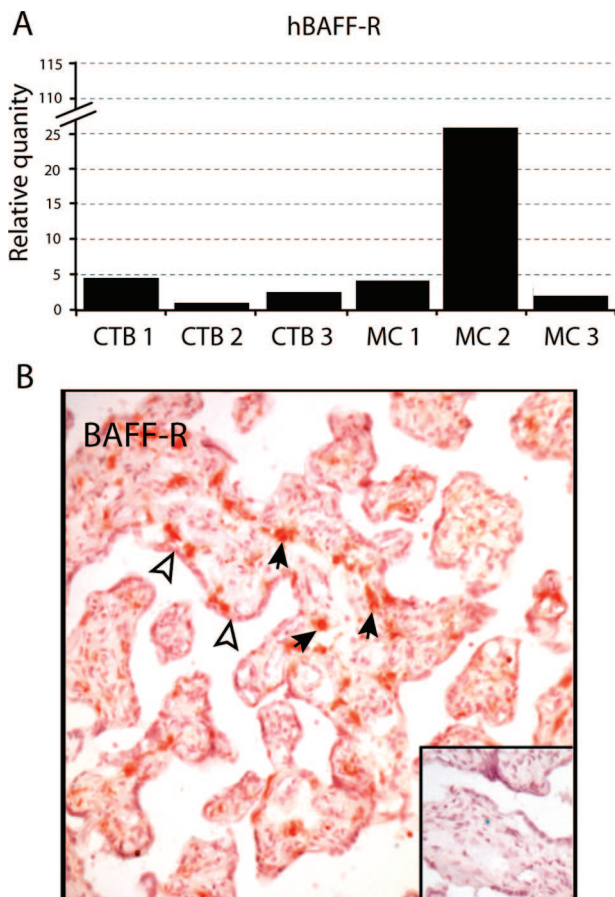 A
hBAFF-R
Relative quanity
115
110
25
20
15
10
5
0
CTB 1 CTB 2 CTB 3 MC 1 MC 2 MC 3
B
BAFF-R